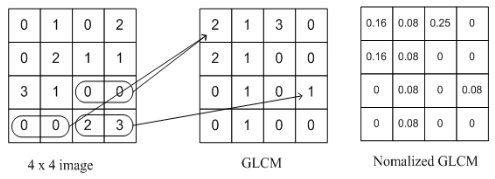 0 1 0 2
0 2 1 1
3 1 0 0
0 0 2 3
4 x 4 image
2 1 3 0
2 1 0 0
0 1 0 1
0 1 0 0
GLCM
0.16 0.08 0.25 0
0.16 0.08 0 0
0 0.08 0 0.08
0 0.08 0 0
Nomalized GLCM